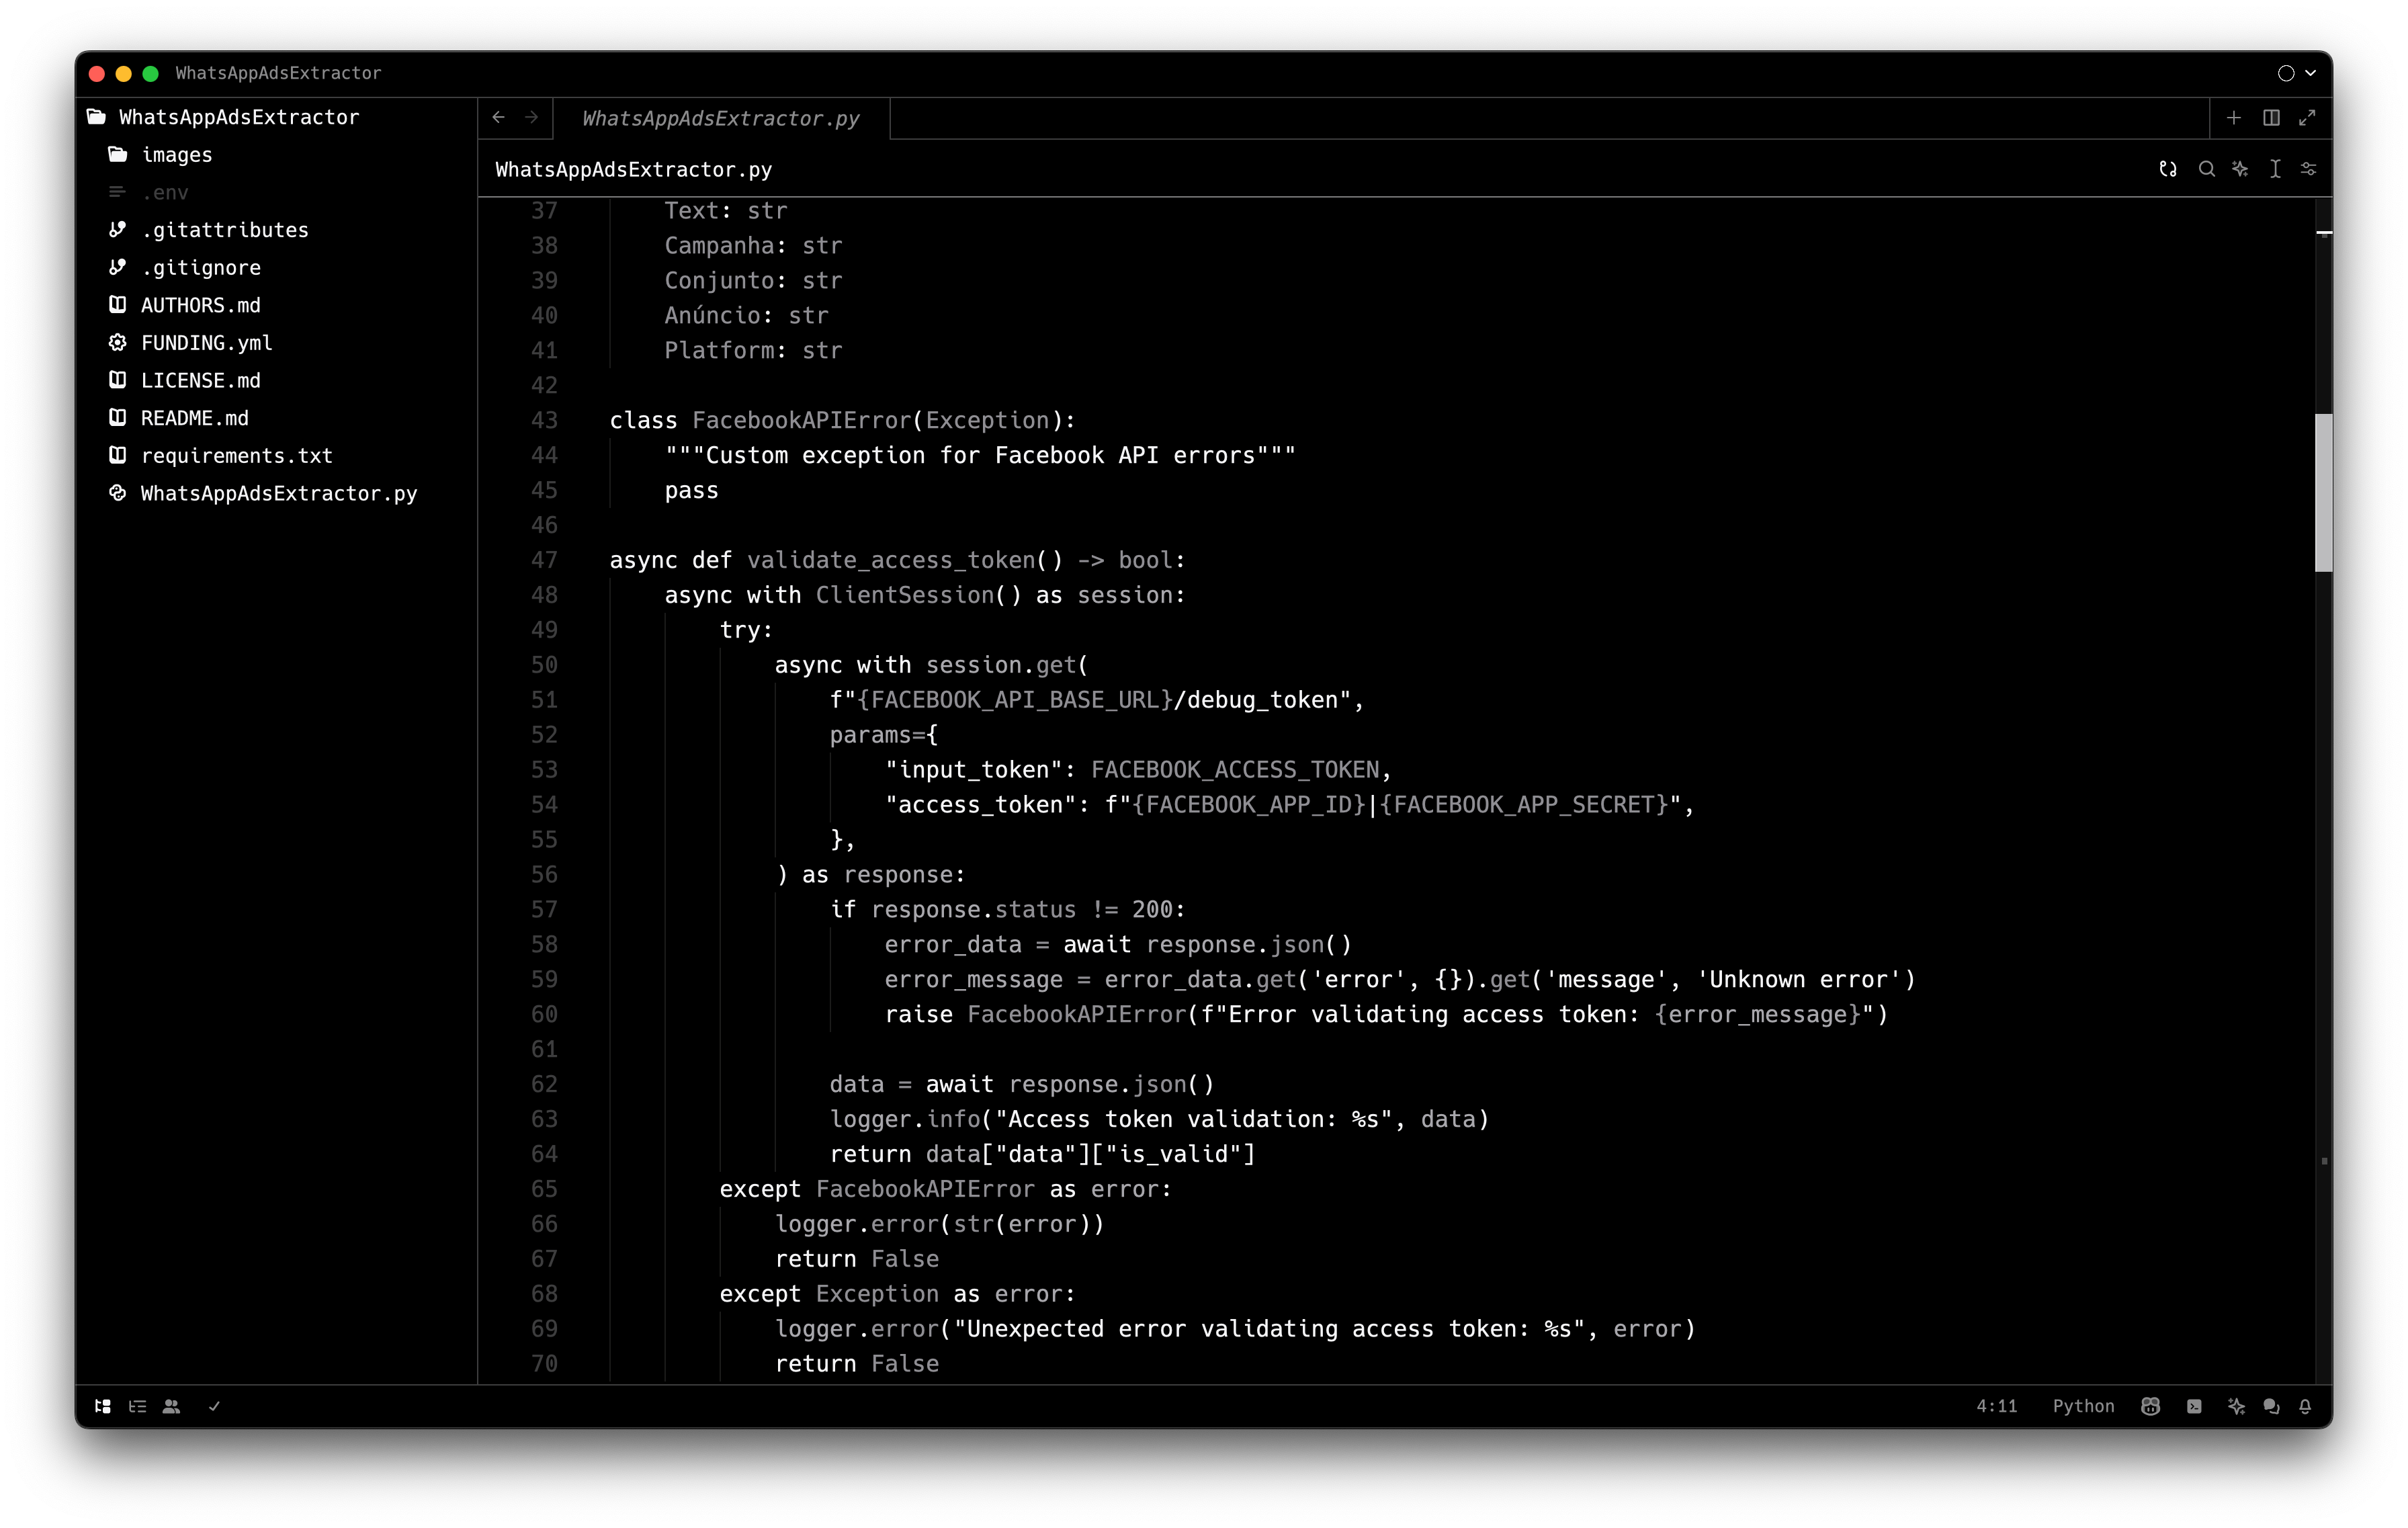 WhatsAppAdsExtractor
WhatsAppAdsExtractor
images
.env
.gitattributes
.gitignore
AUTHORS.md
FUNDING.yml
LICENSE.md
README.md
requirements.txt
WhatsAppAdsExtractor.py
WhatsAppAdsExtractor.py
WhatsAppAdsExtractor.py
37 Text: str
38 Campanha: str
39 Conjunto: str
40 Anúncio: str
41 Platform: str
42
43 class FacebookAPIError(Exception):
44 """Custom exception for Facebook API errors"""
45 pass
46
47 async def validate_access_token() -> bool:
48 async with ClientSession() as session:
49 try:
50 async with session.get(
51 f"{FACEBOOK_API_BASE_URL}/debug_token",
52 params={
53 "input_token": FACEBOOK_ACCESS_TOKEN,
54 "access_token": f"{FACEBOOK_APP_ID}|{FACEBOOK_APP_SECRET}",
55 },
56 ) as response:
57 if response.status != 200:
58 error_data = await response.json()
59 error_message = error_data.get('error', {}).get('message', 'Unknown error')
60 raise FacebookAPIError(f"Error validating access token: {error_message}")
61
62 data = await response.json()
63 logger.info("Access token validation: %s", data)
64 return data["data"]["is_valid"]
65 except FacebookAPIError as error:
66 logger.error(str(error))
67 return False
68 except Exception as error:
69 logger.error("Unexpected error validating access token: %s", error)
70 return False
4:11 Python